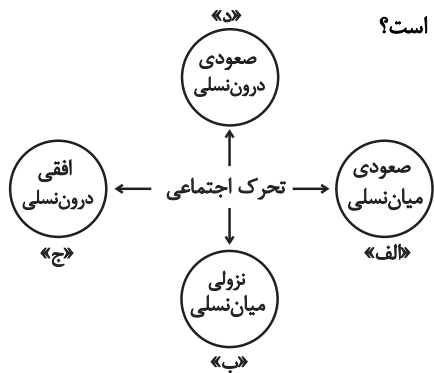 است؟
«د»
صعودی
درون‌نسلی
صعودی
میان‌نسلی
«الف»
تحرک اجتماعی
افقی
درون‌نسلی
«ج»
نزولی
میان‌نسلی
«ب»